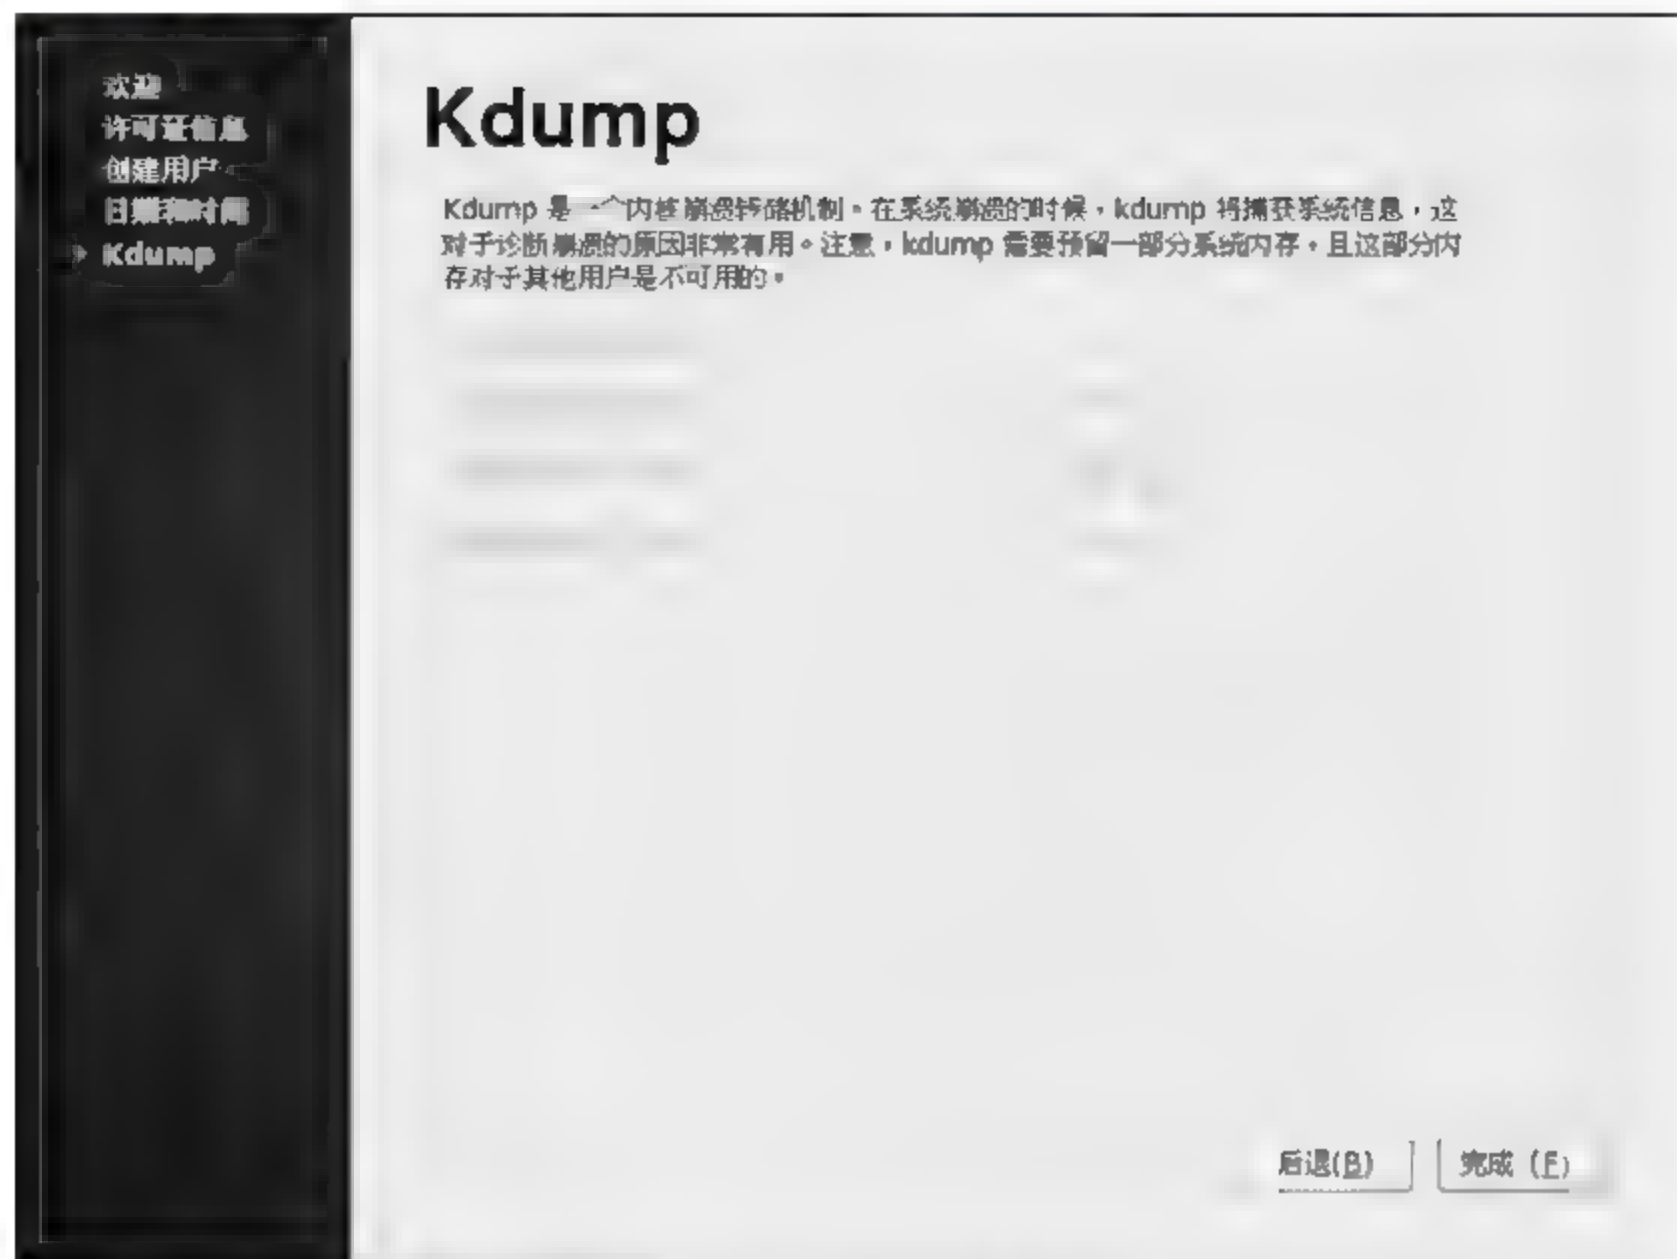 欢迎
许可证信息
创建用户
日期和时间
Kdump
Kdump
Kdump 是一个内核崩溃转储机制。在系统崩溃的时候，kdump 将捕获系统信息，这
对于诊断崩溃的原因非常有用。注意，kdump 需要预留一部分系统内存，且这部分内
存对于其他用户是不可用的。
后退(B)
完成 (F)